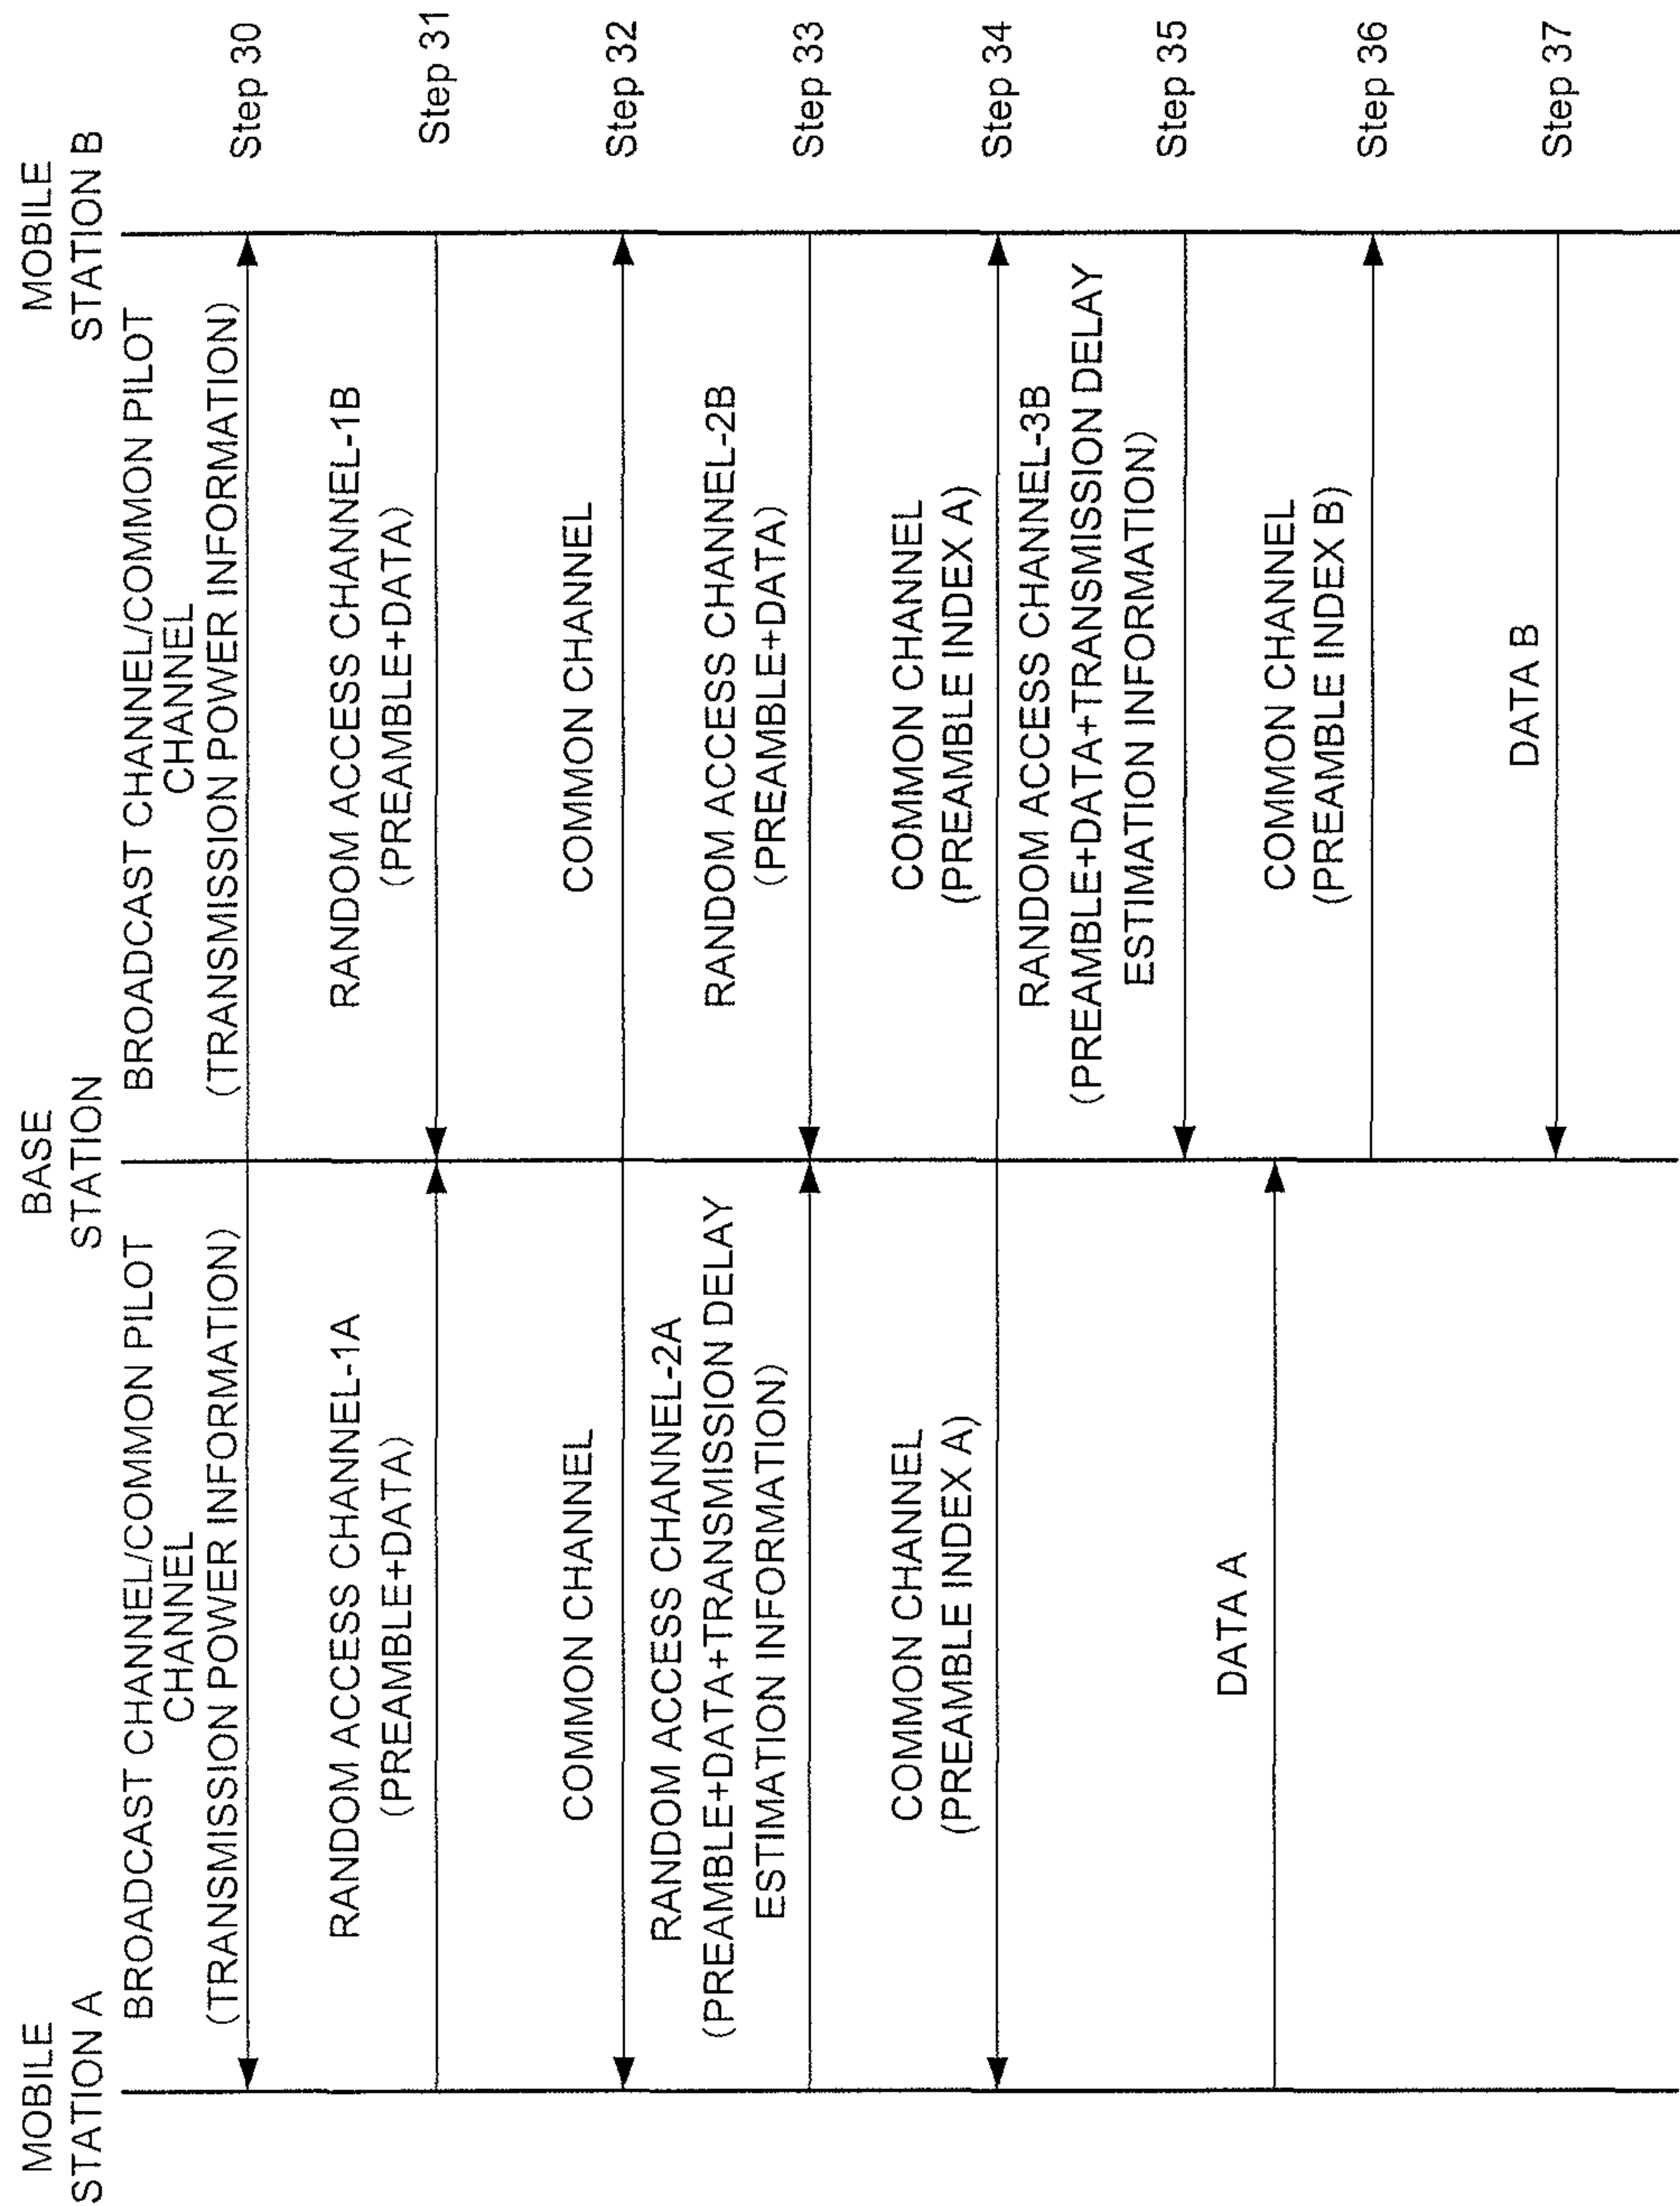 MOBILE
STATION A
BASE
STATION
MOBILE
STATION B
BROADCAST CHANNEL/COMMON PILOT
CHANNEL
(TRANSMISSION POWER INFORMATION)
BROADCAST CHANNEL/COMMON PILOT
CHANNEL
(TRANSMISSION POWER INFORMATION)
Step 30
RANDOM ACCESS CHANNEL-1A
(PREAMBLE+DATA)
RANDOM ACCESS CHANNEL-1B
(PREAMBLE+DATA)
Step 31
COMMON CHANNEL
COMMON CHANNEL
Step 32
RANDOM ACCESS CHANNEL-2A
(PREAMBLE+DATA+TRANSMISSION DELAY
ESTIMATION INFORMATION)
RANDOM ACCESS CHANNEL-2B
(PREAMBLE+DATA)
Step 33
COMMON CHANNEL
(PREAMBLE INDEX A)
COMMON CHANNEL
(PREAMBLE INDEX A)
Step 34
RANDOM ACCESS CHANNEL-3B
(PREAMBLE+DATA+TRANSMISSION DELAY
ESTIMATION INFORMATION)
Step 35
DATA A
COMMON CHANNEL
(PREAMBLE INDEX B)
Step 36
DATA B
Step 37